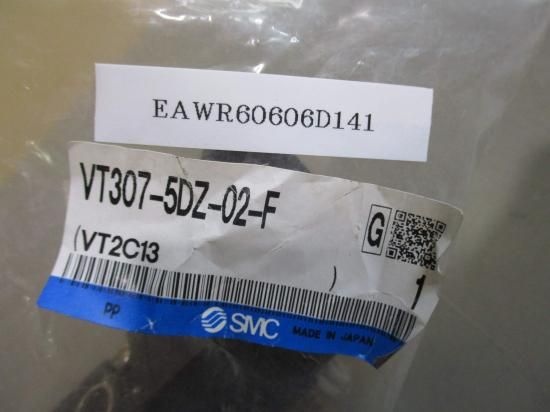 EAWR60606D141
VT307-5DZ-02-F
G
(VT2C13 )
1
PP
SMC
MADE IN JAPAN